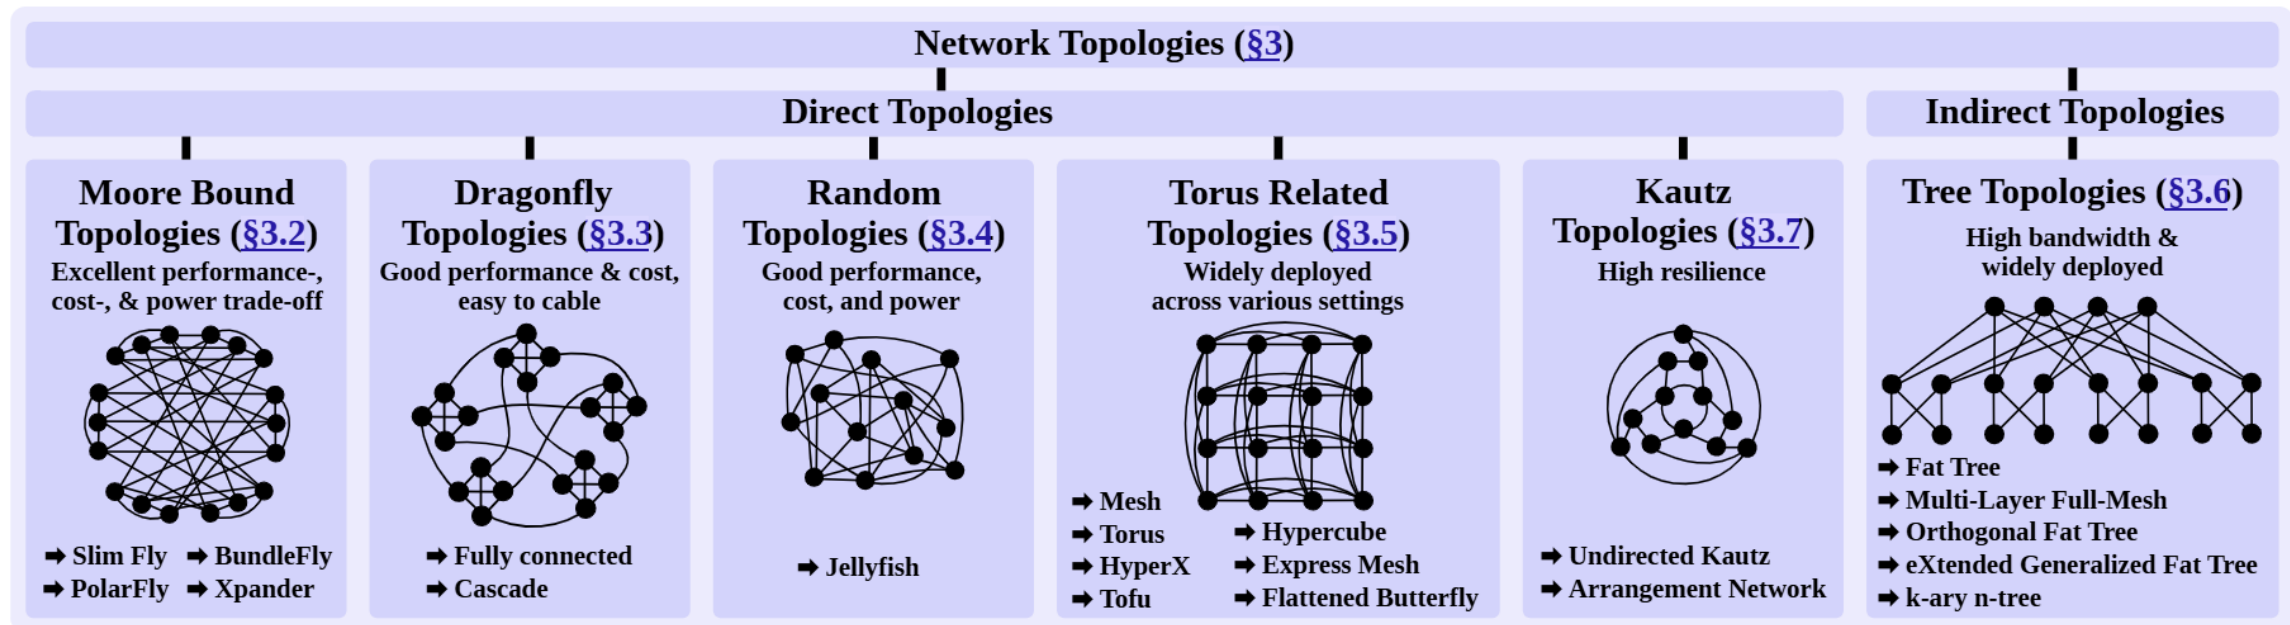 Network Topologies (§3)
Direct Topologies
Indirect Topologies
Moore Bound
Topologies (§3.2)
Excellent performance-,
cost-, & power trade-off
➡ Slim Fly ➡ BundleFly
➡ PolarFly ➡ Xpander
Dragonfly
Topologies (§3.3)
Good performance & cost,
easy to cable
➡ Fully connected
➡ Cascade
Random
Topologies (§3.4)
Good performance,
cost, and power
➡ Jellyfish
Torus Related
Topologies (§3.5)
Widely deployed
across various settings
➡ Mesh
➡ Torus
➡ HyperX
➡ Tofu
➡ Hypercube
➡ Express Mesh
➡ Flattened Butterfly
Kautz
Topologies (§3.7)
High resilience
➡ Undirected Kautz
➡ Arrangement Network
Tree Topologies (§3.6)
High bandwidth &
widely deployed
➡ Fat Tree
➡ Multi-Layer Full-Mesh
➡ Orthogonal Fat Tree
➡ eXtended Generalized Fat Tree
➡ k-ary n-tree